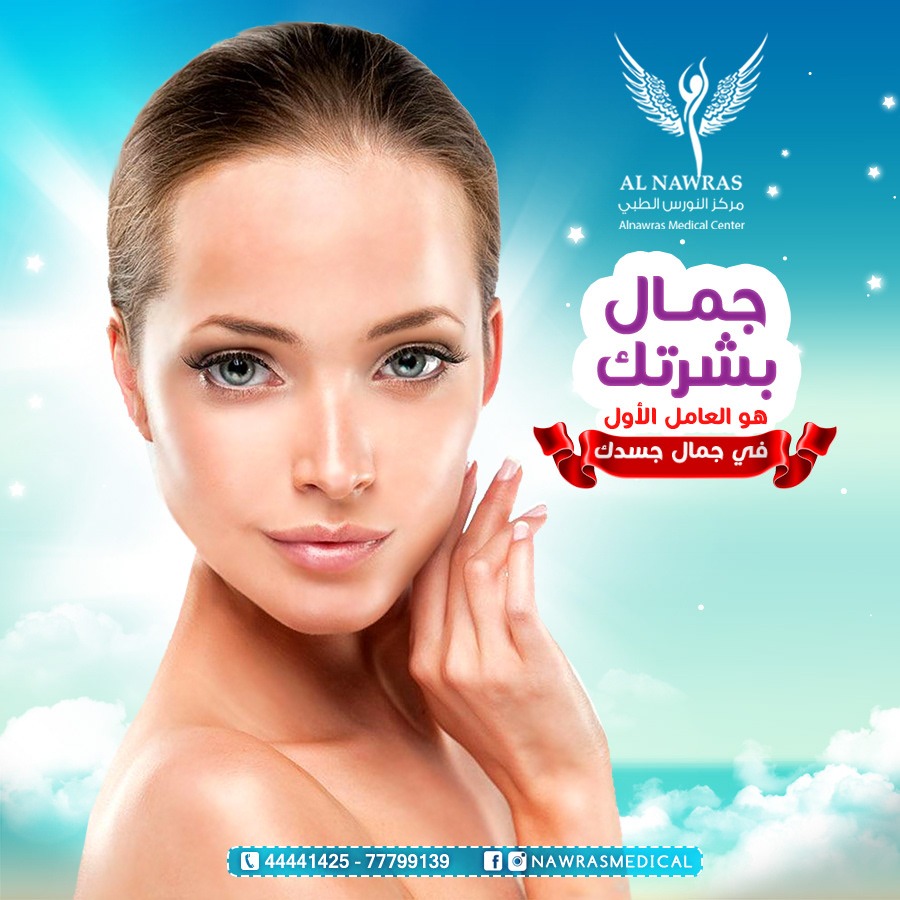 AL NAWRAS
مركز النورس الطبي
Alnawras Medical Center
جمال
بشرتك
هو العامل الأول
في جمال جسدك
44441425 - 77799139 NAWRASMEDICAL